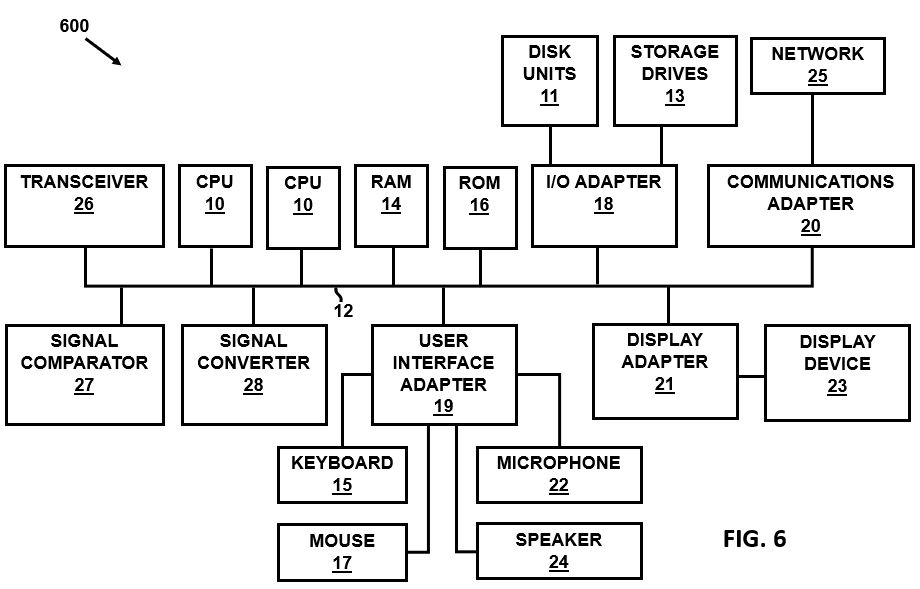 600
DISK
UNITS
11
STORAGE
DRIVES
13
NETWORK
25
TRANSCEIVER
26
CPU
10
CPU
10
RAM
14
ROM
16
I/O ADAPTER
18
COMMUNICATIONS
ADAPTER
20
12
SIGNAL
COMPARATOR
27
SIGNAL
CONVERTER
28
USER
INTERFACE
ADAPTER
19
DISPLAY
ADAPTER
21
DISPLAY
DEVICE
23
KEYBOARD
15
MICROPHONE
22
MOUSE
17
SPEAKER
24
FIG. 6